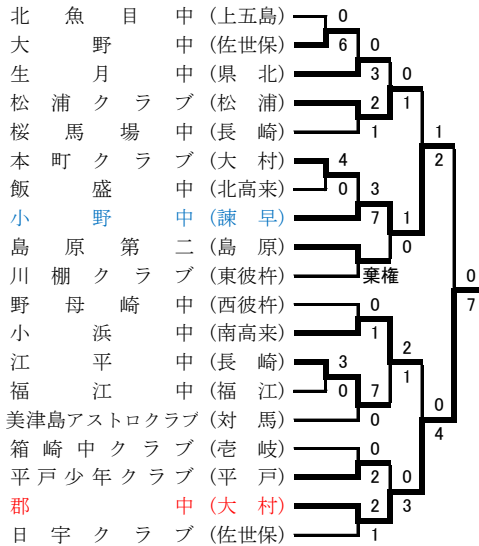 北魚目中(上五島) 0
大野中(佐世保) 6 0
生月中(県北) 3 0
松浦クラブ(松浦) 2 1
桜馬場中(長崎) 1 1
本町クラブ(大村) 4 2
飯盛中(北高来) 0 3
小野中(諫早) 7 1
島原第二(島原) 0
川棚クラブ(東彼杵) 棄権 0
野母崎中(西彼杵) 0 7
小浜中(南高来) 1 2
江平中(長崎) 3 1
福江中(福江) 0 7 0
美津島アストロクラブ(対馬) 0 4
箱崎中クラブ(壱岐) 0
平戸少年クラブ(平戸) 2 0
郡中(大村) 2 3
日宇クラブ(佐世保) 1